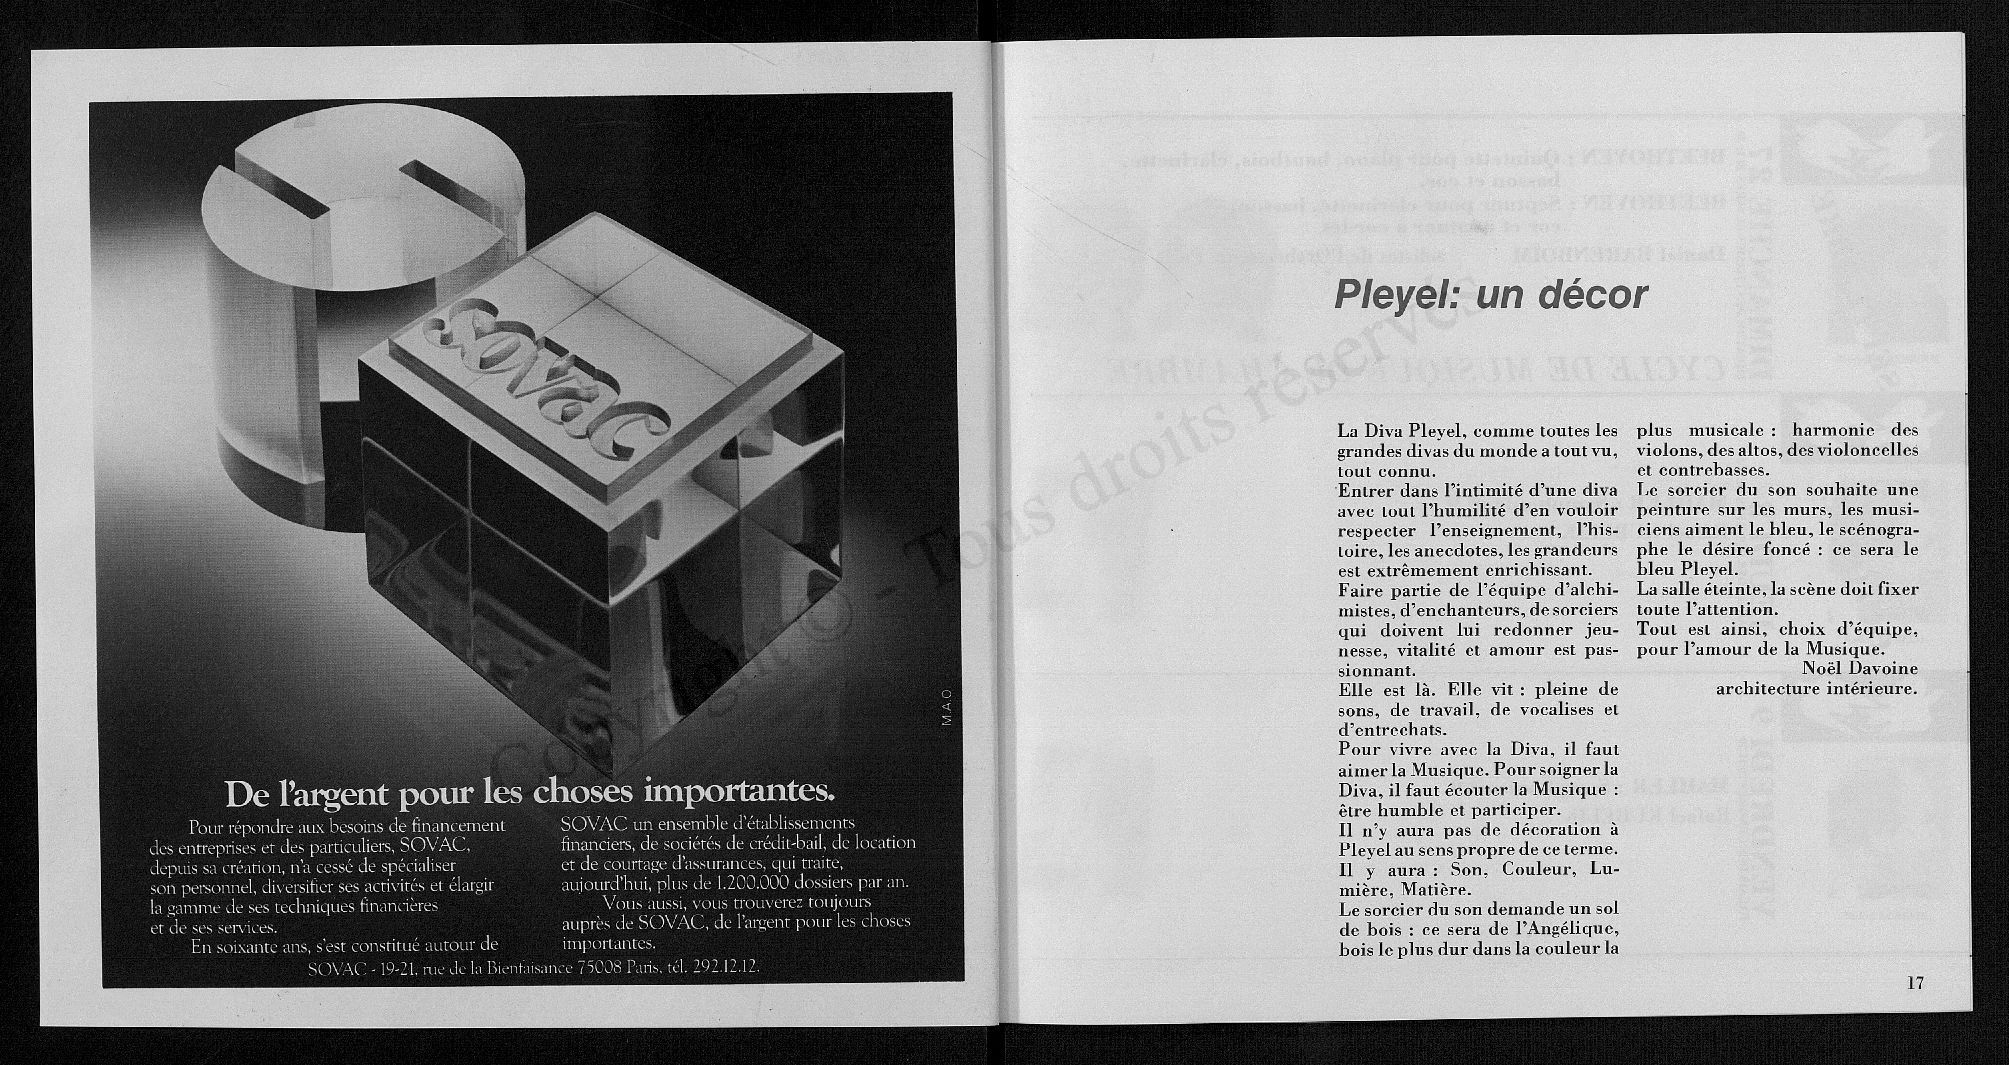 SOVAC
M.A.O.
De l'argent pour les choses importantes.
Pour répondre aux besoins de financement
des entreprises et des particuliers, SOVAC,
depuis sa création, n'a cessé de spécialiser
son personnel, diversifier ses activités et élargir
la gamme de ses techniques financières
et de ses services.
En soixante ans, s'est constitué autour de
SOVAC un ensemble d'établissements
financiers, de sociétés de crédit-bail, de location
et de courtage d'assurances, qui traite,
aujourd'hui, plus de 1.200.000 dossiers par an.
Vous aussi, vous trouverez toujours
auprès de SOVAC, de l'argent pour les choses
importantes.
SOVAC - 19-21, rue de la Bienfaisance 75008 Paris, tél. 292.12.12.
Copyright © - Tous droits réservés
Pleyel: un décor
La Diva Pleyel, comme toutes les
grandes divas du monde a tout vu,
tout connu.
Entrer dans l'intimité d'une diva
avec tout l'humilité d'en vouloir
respecter l'enseignement, l'his-
toire, les anecdotes, les grandeurs
est extrêmement enrichissant.
Faire partie de l'équipe d'alchi-
mistes, d'enchanteurs, de sorciers
qui doivent lui redonner jeu-
nesse, vitalité et amour est pas-
sionnant.
Elle est là. Elle vit : pleine de
sons, de travail, de vocalises et
d'entrechats.
Pour vivre avec la Diva, il faut
aimer la Musique. Pour soigner la
Diva, il faut écouter la Musique :
être humble et participer.
Il n'y aura pas de décoration à
Pleyel au sens propre de ce terme.
Il y aura : Son, Couleur, Lu-
mière, Matière.
Le sorcier du son demande un sol
de bois : ce sera de l'Angélique,
bois le plus dur dans la couleur la
plus musicale : harmonie des
violons, des altos, des violoncelles
et contrebasses.
Le sorcier du son souhaite une
peinture sur les murs, les musi-
ciens aiment le bleu, le scénogra-
phe le désire foncé : ce sera le
bleu Pleyel.
La salle éteinte, la scène doit fixer
toute l'attention.
Tout est ainsi, choix d'équipe,
pour l'amour de la Musique.
Noël Davoine
architecture intérieure.
17